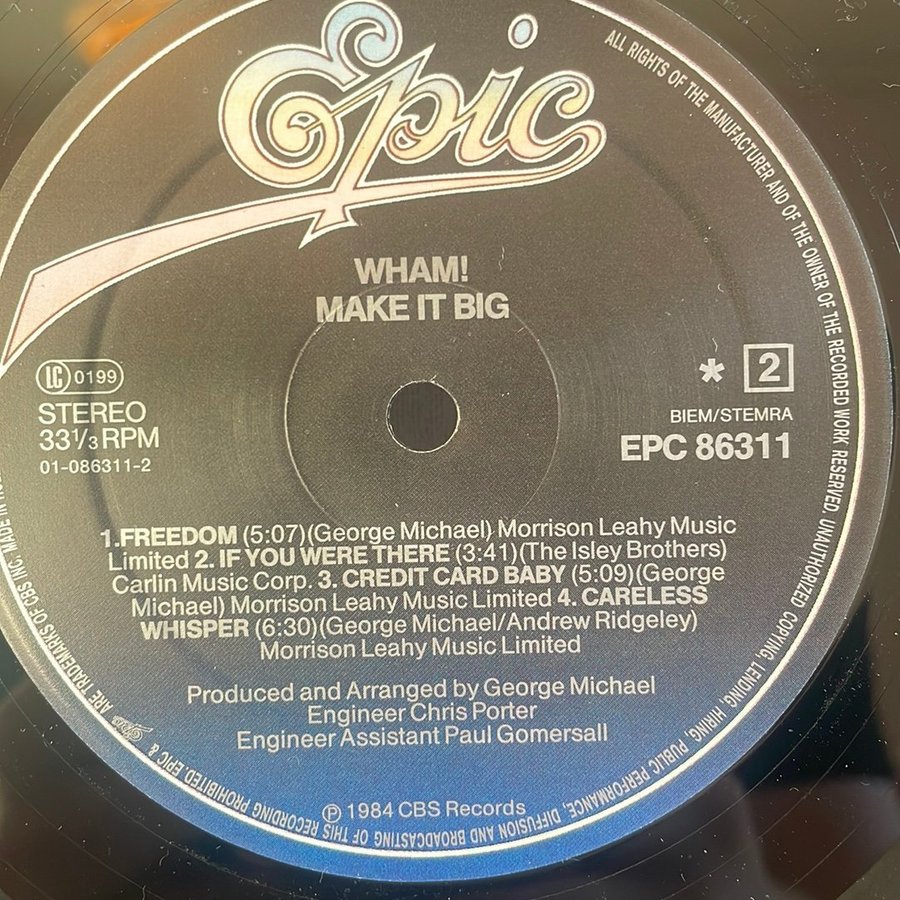 Epic
WHAM!
MAKE IT BIG
LC 0199
STEREO
33 1/3 RPM
01-086311-2
* 2
BIEM/STEMRA
EPC 86311
1.FREEDOM (5:07)(George Michael) Morrison Leahy Music
Limited 2. IF YOU WERE THERE (3:41)(The Isley Brothers)
Carlin Music Corp. 3. CREDIT CARD BABY (5:09)(George
Michael) Morrison Leahy Music Limited 4. CARELESS
WHISPER (6:30)(George Michael/Andrew Ridgeley)
Morrison Leahy Music Limited
Produced and Arranged by George Michael
Engineer Chris Porter
Engineer Assistant Paul Gomersall
℗ 1984 CBS Records
ALL RIGHTS OF THE MANUFACTURER AND OF THE OWNER OF THE RECORDED WORK RESERVED. UNAUTHORIZED COPYING, LENDING, HIRING, PUBLIC PERFORMANCE, DIFFUSION AND BROADCASTING OF THIS RECORDING PROHIBITED. EPIC & ARE TRADEMARKS OF CBS INC. MADE IN